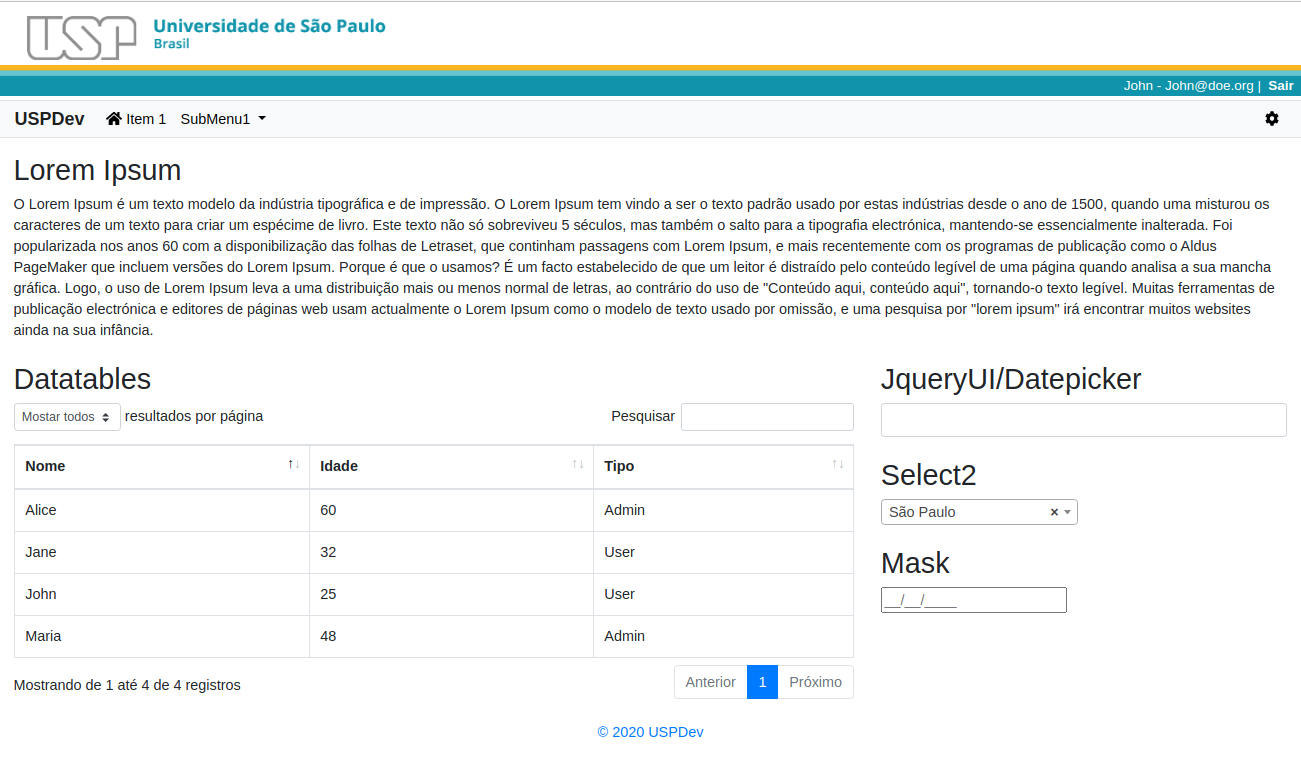 USP
Universidade de São Paulo
Brasil
John - John@doe.org | Sair
USPDev Item 1 SubMenu1
Lorem Ipsum
O Lorem Ipsum é um texto modelo da indústria tipográfica e de impressão. O Lorem Ipsum tem vindo a ser o texto padrão usado por estas indústrias desde o ano de 1500, quando uma misturou os
caracteres de um texto para criar um espécime de livro. Este texto não só sobreviveu 5 séculos, mas também o salto para a tipografia electrónica, mantendo-se essencialmente inalterada. Foi
popularizada nos anos 60 com a disponibilização das folhas de Letraset, que continham passagens com Lorem Ipsum, e mais recentemente com os programas de publicação como o Aldus
PageMaker que incluem versões do Lorem Ipsum. Porque é que o usamos? É um facto estabelecido de que um leitor é distraído pelo conteúdo legível de uma página quando analisa a sua mancha
gráfica. Logo, o uso de Lorem Ipsum leva a uma distribuição mais ou menos normal de letras, ao contrário do uso de "Conteúdo aqui, conteúdo aqui", tornando-o texto legível. Muitas ferramentas de
publicação electrónica e editores de páginas web usam actualmente o Lorem Ipsum como o modelo de texto usado por omissão, e uma pesquisa por "lorem ipsum" irá encontrar muitos websites
ainda na sua infância.
Datatables
Mostar todos resultados por página Pesquisar
Nome Idade Tipo
Alice 60 Admin
Jane 32 User
John 25 User
Maria 48 Admin
Mostrando de 1 até 4 de 4 registros
Anterior 1 Próximo
JqueryUI/Datepicker
Select2
São Paulo ×
Mask
__/__/____
© 2020 USPDev